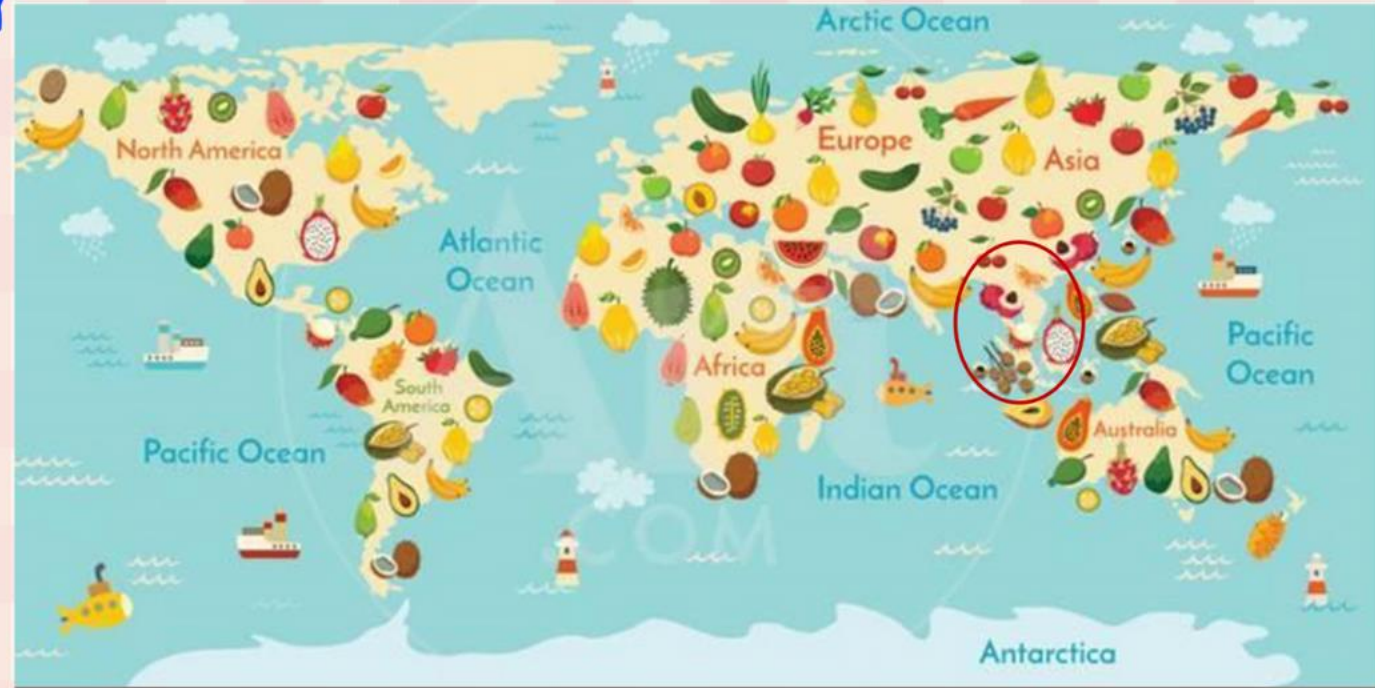 Arctic Ocean
North America
Europe
Asia
Atlantic
Ocean
Pacific
Ocean
Africa
South
America
Australia
Pacific Ocean
Indian Ocean
.COM
Antarctica